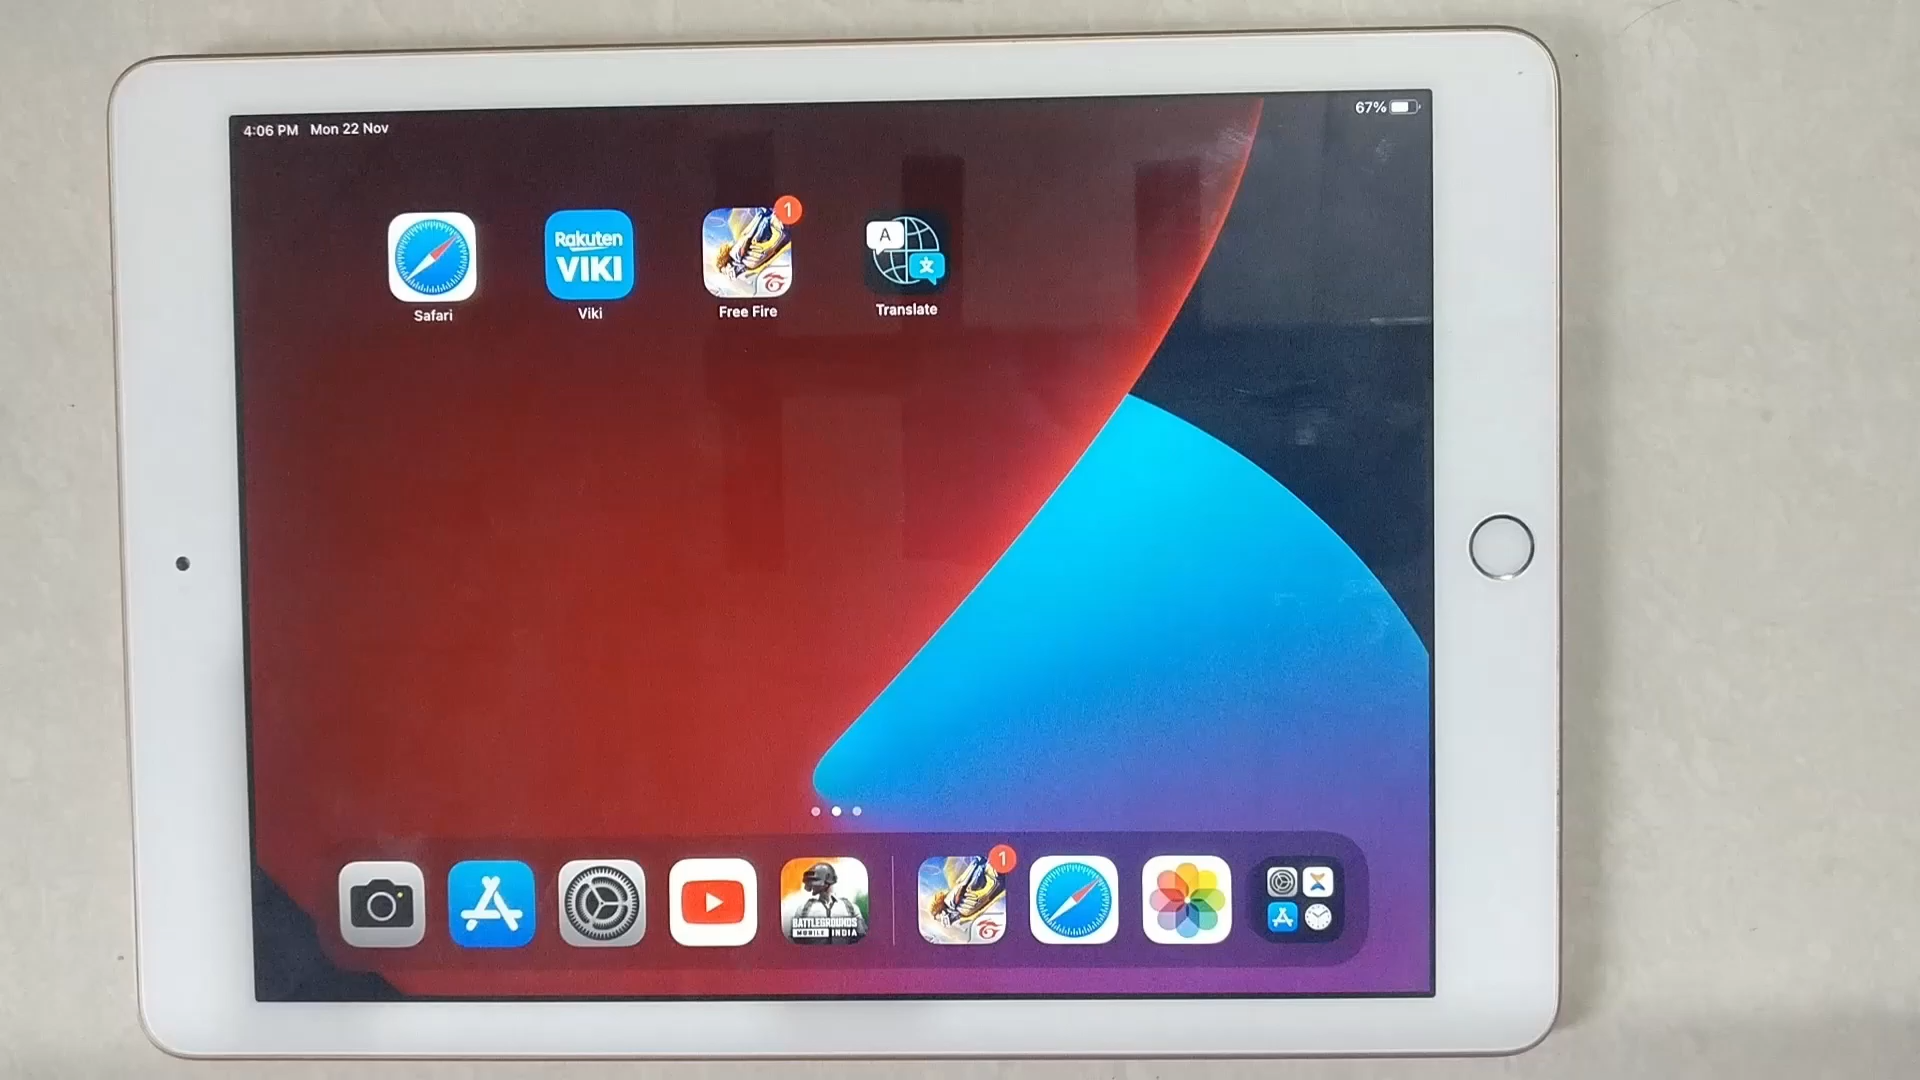 4:06 PM Mon 22 Nov
67%
1
Rakuten
VIKI
A
文
Safari
Viki
Free Fire
Translate
1
BATTLEGROUNDS
MOBILE INDIA